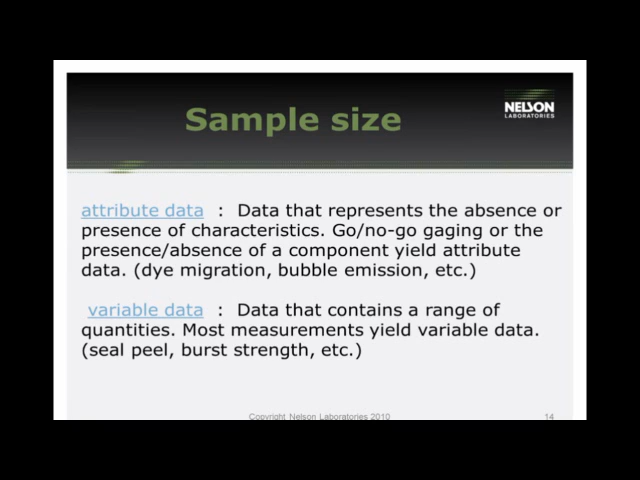 Sample size
NELSON
LABORATORIES
attribute data : Data that represents the absence or
presence of characteristics. Go/no-go gaging or the
presence/absence of a component yield attribute
data. (dye migration, bubble emission, etc.)
variable data : Data that contains a range of
quantities. Most measurements yield variable data.
(seal peel, burst strength, etc.)
Copyright Nelson Laboratories 2010
14